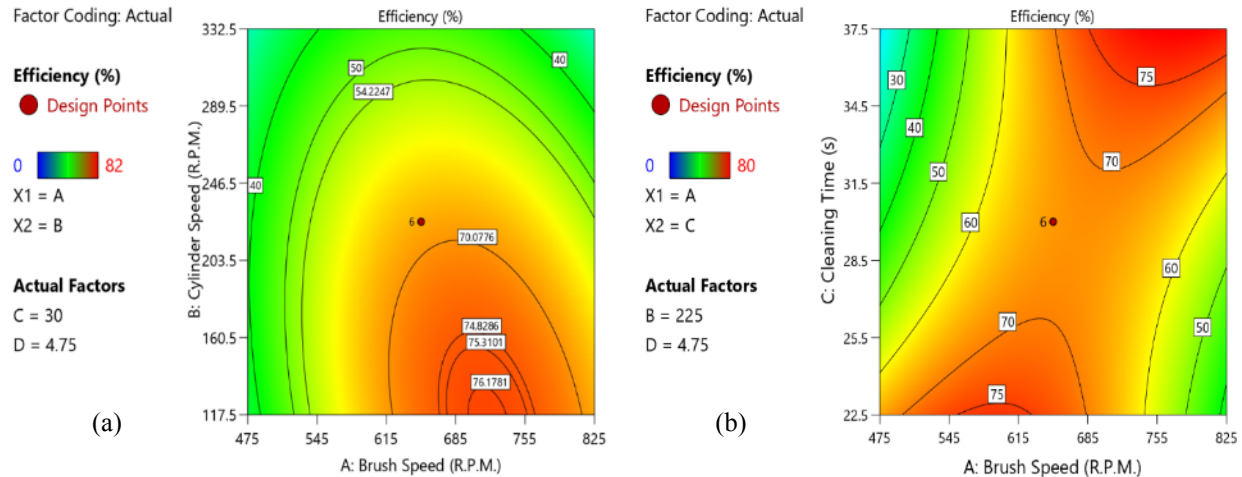 Factor Coding: Actual
Efficiency (%)
Design Points
0 82
X1 = A
X2 = B
Actual Factors
C = 30
D = 4.75
(a)
Efficiency (%)
B: Cylinder Speed (R.P.M.)
332.5
289.5
246.5
203.5
160.5
117.5
475 545 615 685 755 825
A: Brush Speed (R.P.M.)
40
50
54.2247
40
6
70.0776
74.8286
75.3101
76.1781
Factor Coding: Actual
Efficiency (%)
Design Points
0 80
X1 = A
X2 = C
Actual Factors
B = 225
D = 4.75
(b)
Efficiency (%)
C: Cleaning Time (s)
37.5
34.5
31.5
28.5
25.5
22.5
475 545 615 685 755 825
A: Brush Speed (R.P.M.)
30
75
40
50
70
60
6
60
70
50
75